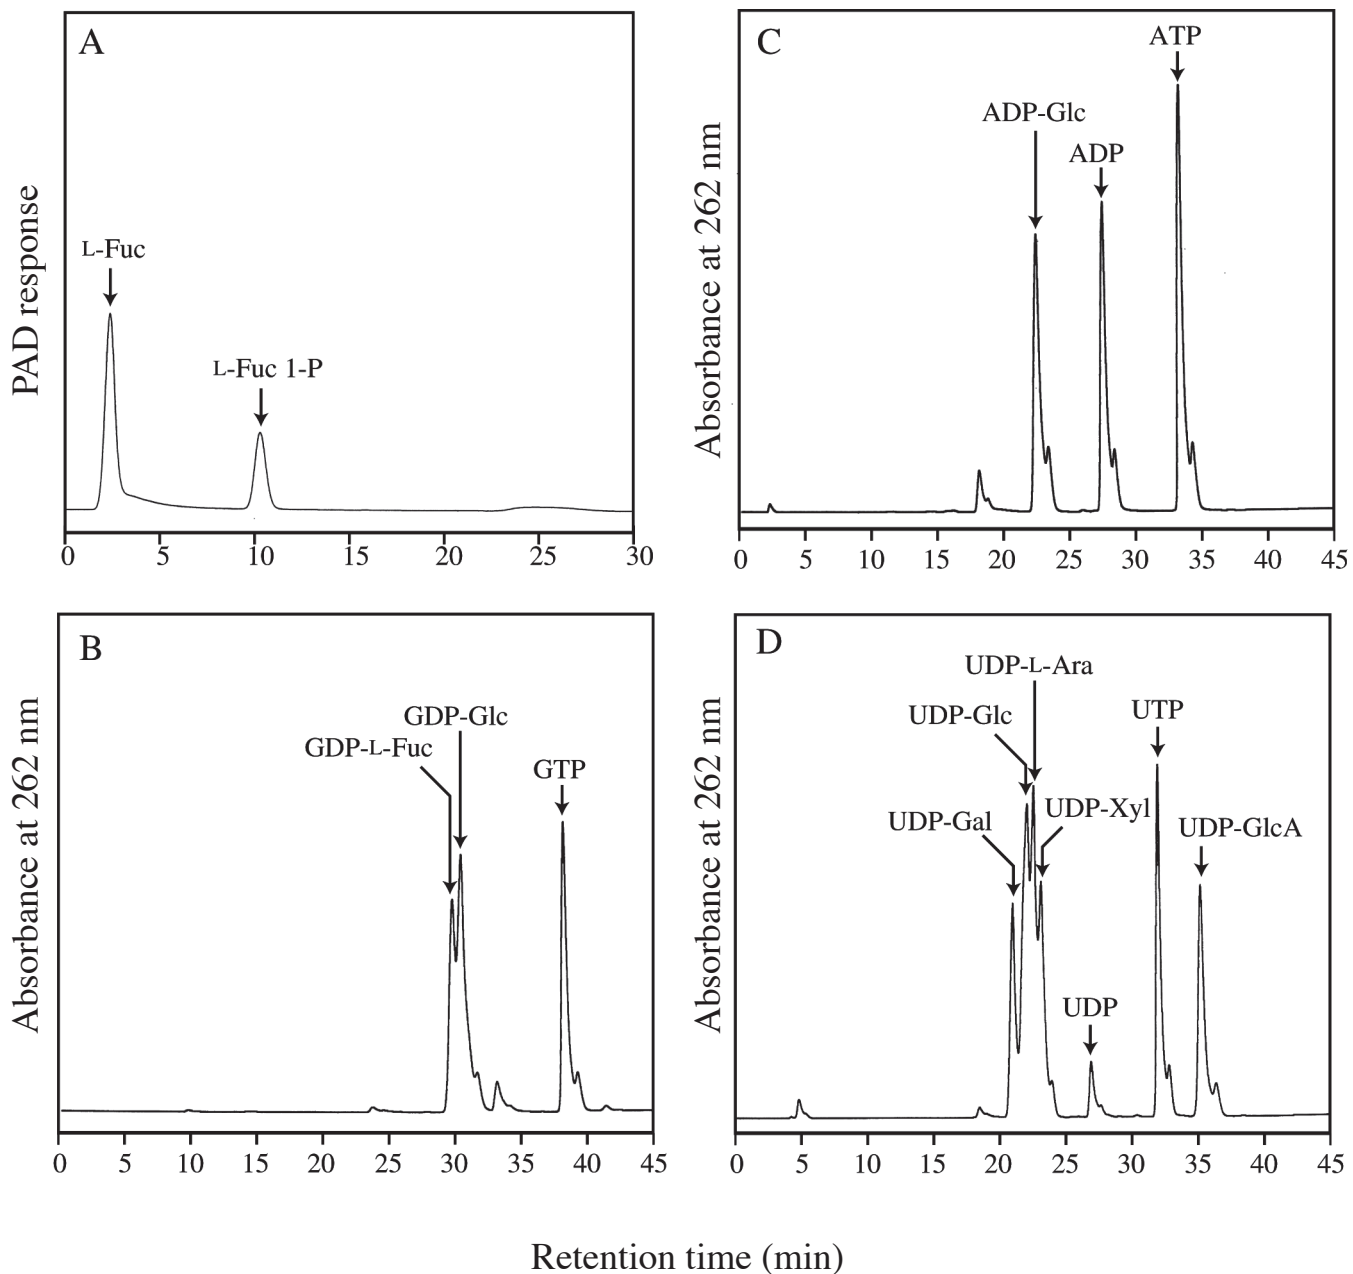 A
PAD response
L-Fuc
L-Fuc 1-P
0 5 10 15 20 25 30
C
Absorbance at 262 nm
ADP-Glc
ADP
ATP
0 5 10 15 20 25 30 35 40 45
B
Absorbance at 262 nm
GDP-Glc
GDP-L-Fuc
GTP
0 5 10 15 20 25 30 35 40 45
D
Absorbance at 262 nm
UDP-L-Ara
UDP-Glc
UDP-Gal
UDP-Xyl
UDP
UTP
UDP-GlcA
0 5 10 15 20 25 30 35 40 45
Retention time (min)